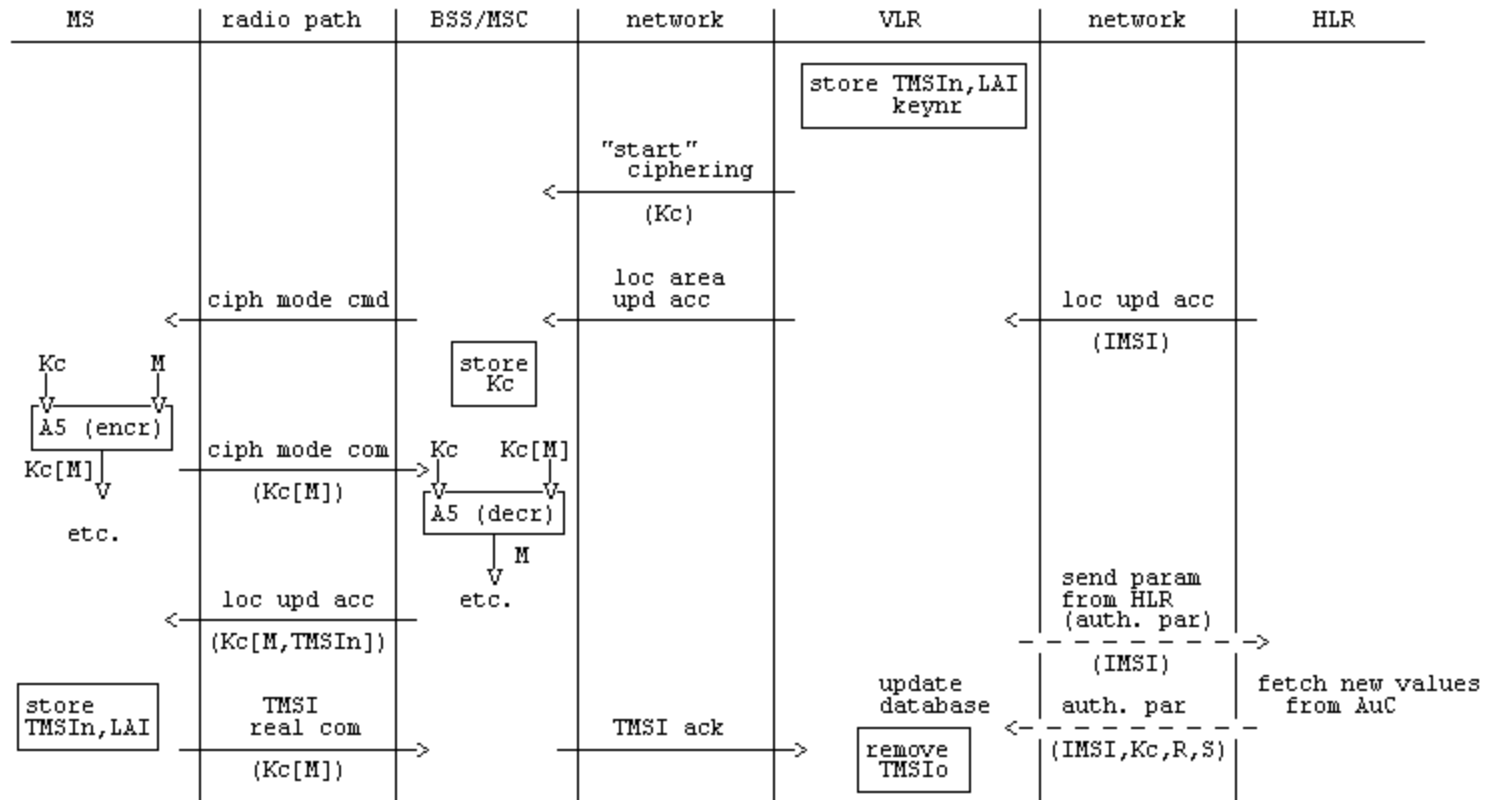 MS radio path BSS/MSC network VLR network HLR
store TMSIn,LAI
keynr
"start"
ciphering
(Kc)
loc area
ciph mode cmd upd acc loc upd acc
(IMSI)
Kc M store
Kc
A5 (encr)
ciph mode com Kc Kc[M]
Kc[M]
(Kc[M])
A5 (decr)
etc.
M
send param
loc upd acc etc. from HLR
(auth. par)
(Kc[M,TMSIn])
(IMSI)
update fetch new values
store TMSI database auth. par from AuC
TMSIn,LAI real com TMSI ack
remove (IMSI,Kc,R,S)
(Kc[M]) TMSIo